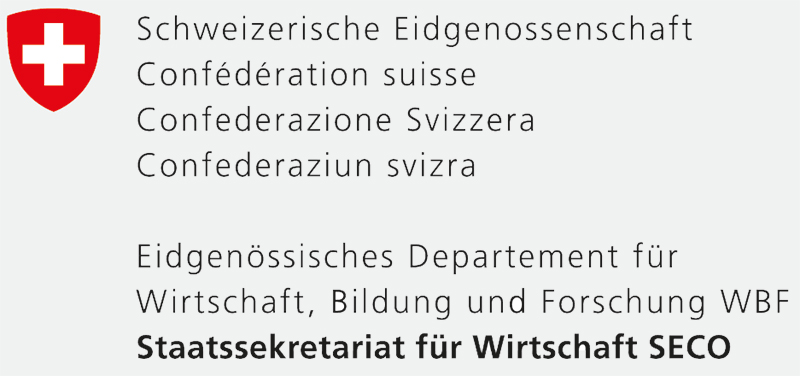 Schweizerische Eidgenossenschaft
Confédération suisse
Confederazione Svizzera
Confederaziun svizra
Eidgenössisches Departement für
Wirtschaft, Bildung und Forschung WBF
Staatssekretariat für Wirtschaft SECO